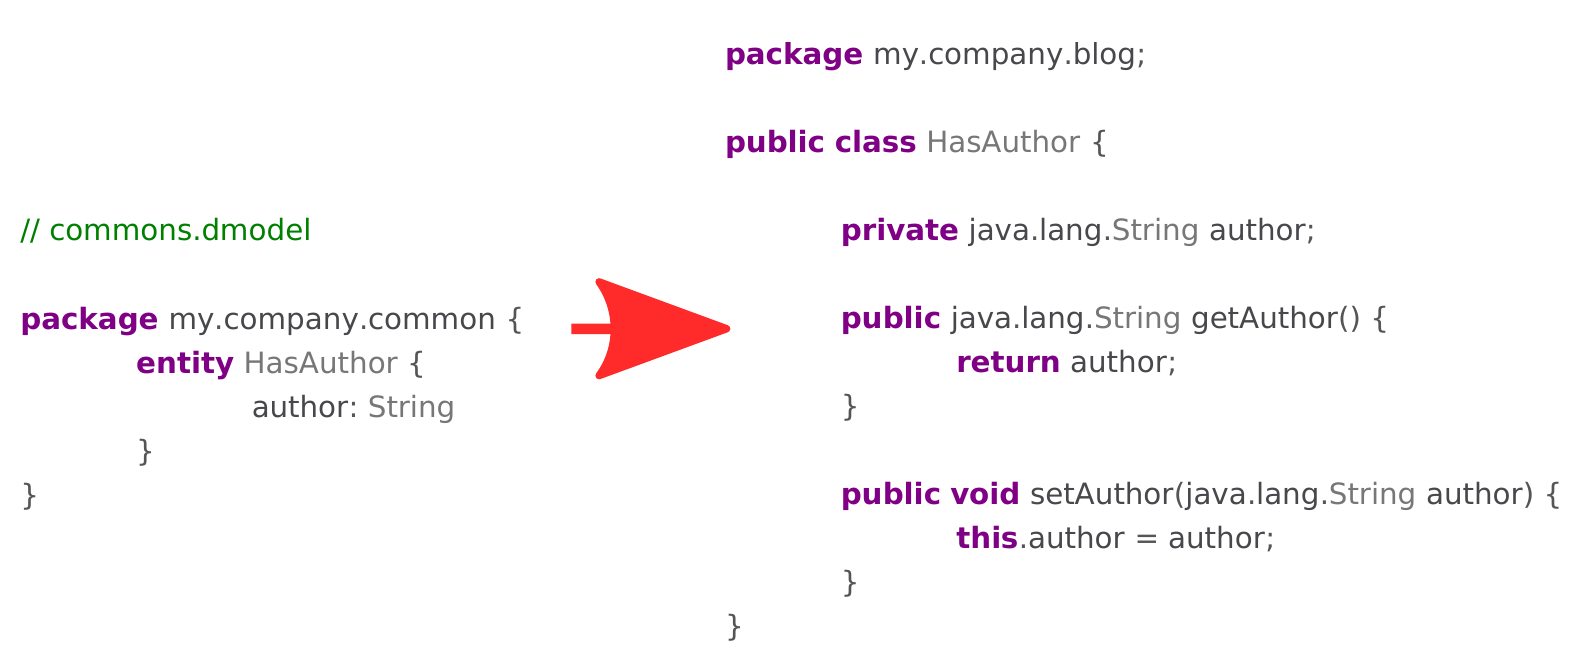 // commons.dmodel
package my.company.common {
entity HasAuthor {
author: String
}
}
package my.company.blog;
public class HasAuthor {
private java.lang.String author;
public java.lang.String getAuthor() {
return author;
}
public void setAuthor(java.lang.String author) {
this.author = author;
}
}